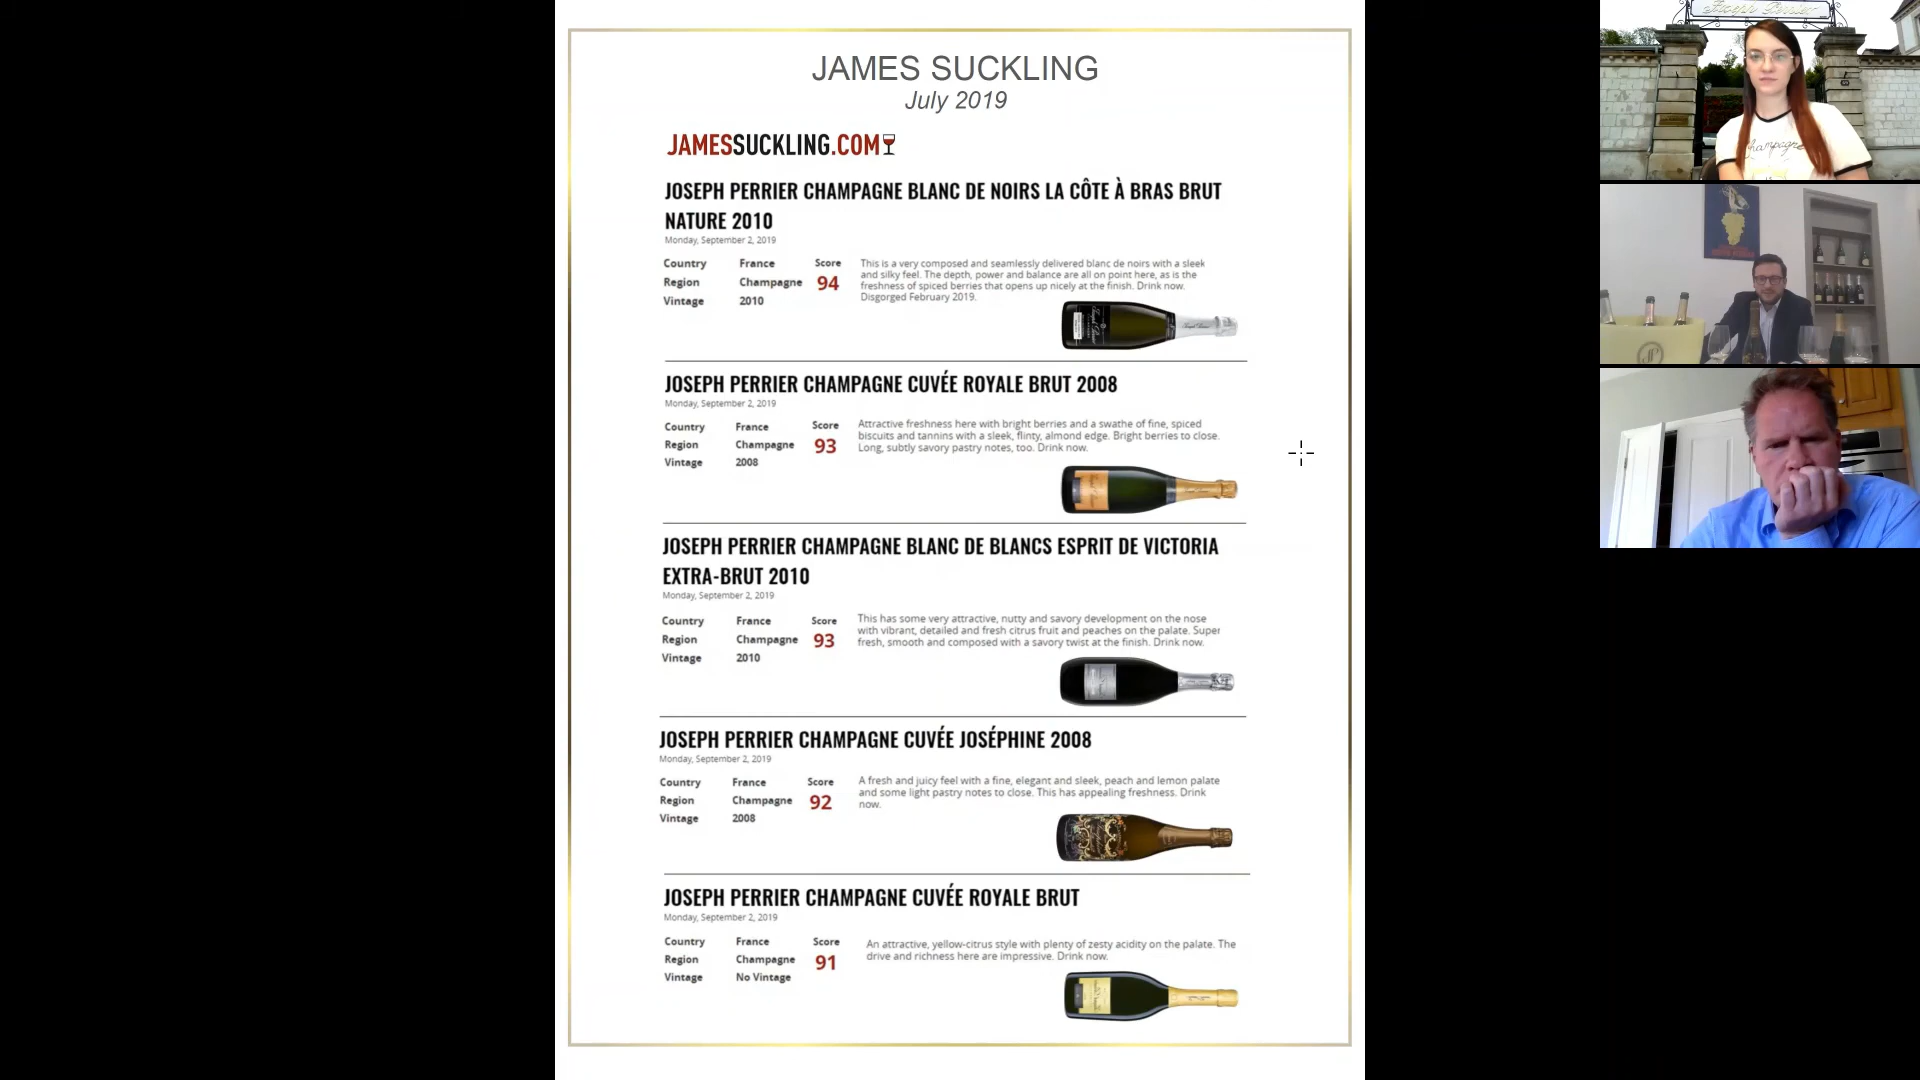 JAMES SUCKLING
July 2019
JAMESSUCKLING.COM
JOSEPH PERRIER CHAMPAGNE BLANC DE NOIRS LA CÔTE À BRAS BRUT
NATURE 2010
Monday, September 2, 2019
Country France Score
Region Champagne 94
Vintage 2010
This is a very composed and seamlessly delivered blanc de noirs with a sleek
and silky feel. The depth, power and balance are all on point here, as is the
freshness of spiced berries that opens up nicely at the finish. Drink now.
Disgorged February 2019.
JOSEPH PERRIER CHAMPAGNE CUVÉE ROYALE BRUT 2008
Monday, September 2, 2019
Country France Score
Region Champagne 93
Vintage 2008
Attractive freshness here with bright berries and a swathe of fine, spiced
biscuits and tannins with a sleek, flinty, almond edge. Bright berries to close.
Long, subtly savory pastry notes, too. Drink now.
JOSEPH PERRIER CHAMPAGNE BLANC DE BLANCS ESPRIT DE VICTORIA
EXTRA-BRUT 2010
Monday, September 2, 2019
Country France Score
Region Champagne 93
Vintage 2010
This has some very attractive, nutty and savory development on the nose
with vibrant, detailed and fresh citrus fruit and peaches on the palate. Super
fresh, smooth and composed with a savory twist at the finish. Drink now.
JOSEPH PERRIER CHAMPAGNE CUVÉE JOSÉPHINE 2008
Monday, September 2, 2019
Country France Score
Region Champagne 92
Vintage 2008
A fresh and juicy feel with a fine, elegant and sleek, peach and lemon palate
and some light pastry notes to close. This has appealing freshness. Drink
now.
JOSEPH PERRIER CHAMPAGNE CUVÉE ROYALE BRUT
Monday, September 2, 2019
Country France Score
Region Champagne 91
Vintage No Vintage
An attractive, yellow-citrus style with plenty of zesty acidity on the palate. The
drive and richness here are impressive. Drink now.
Joseph Perrier
Champagne
JP